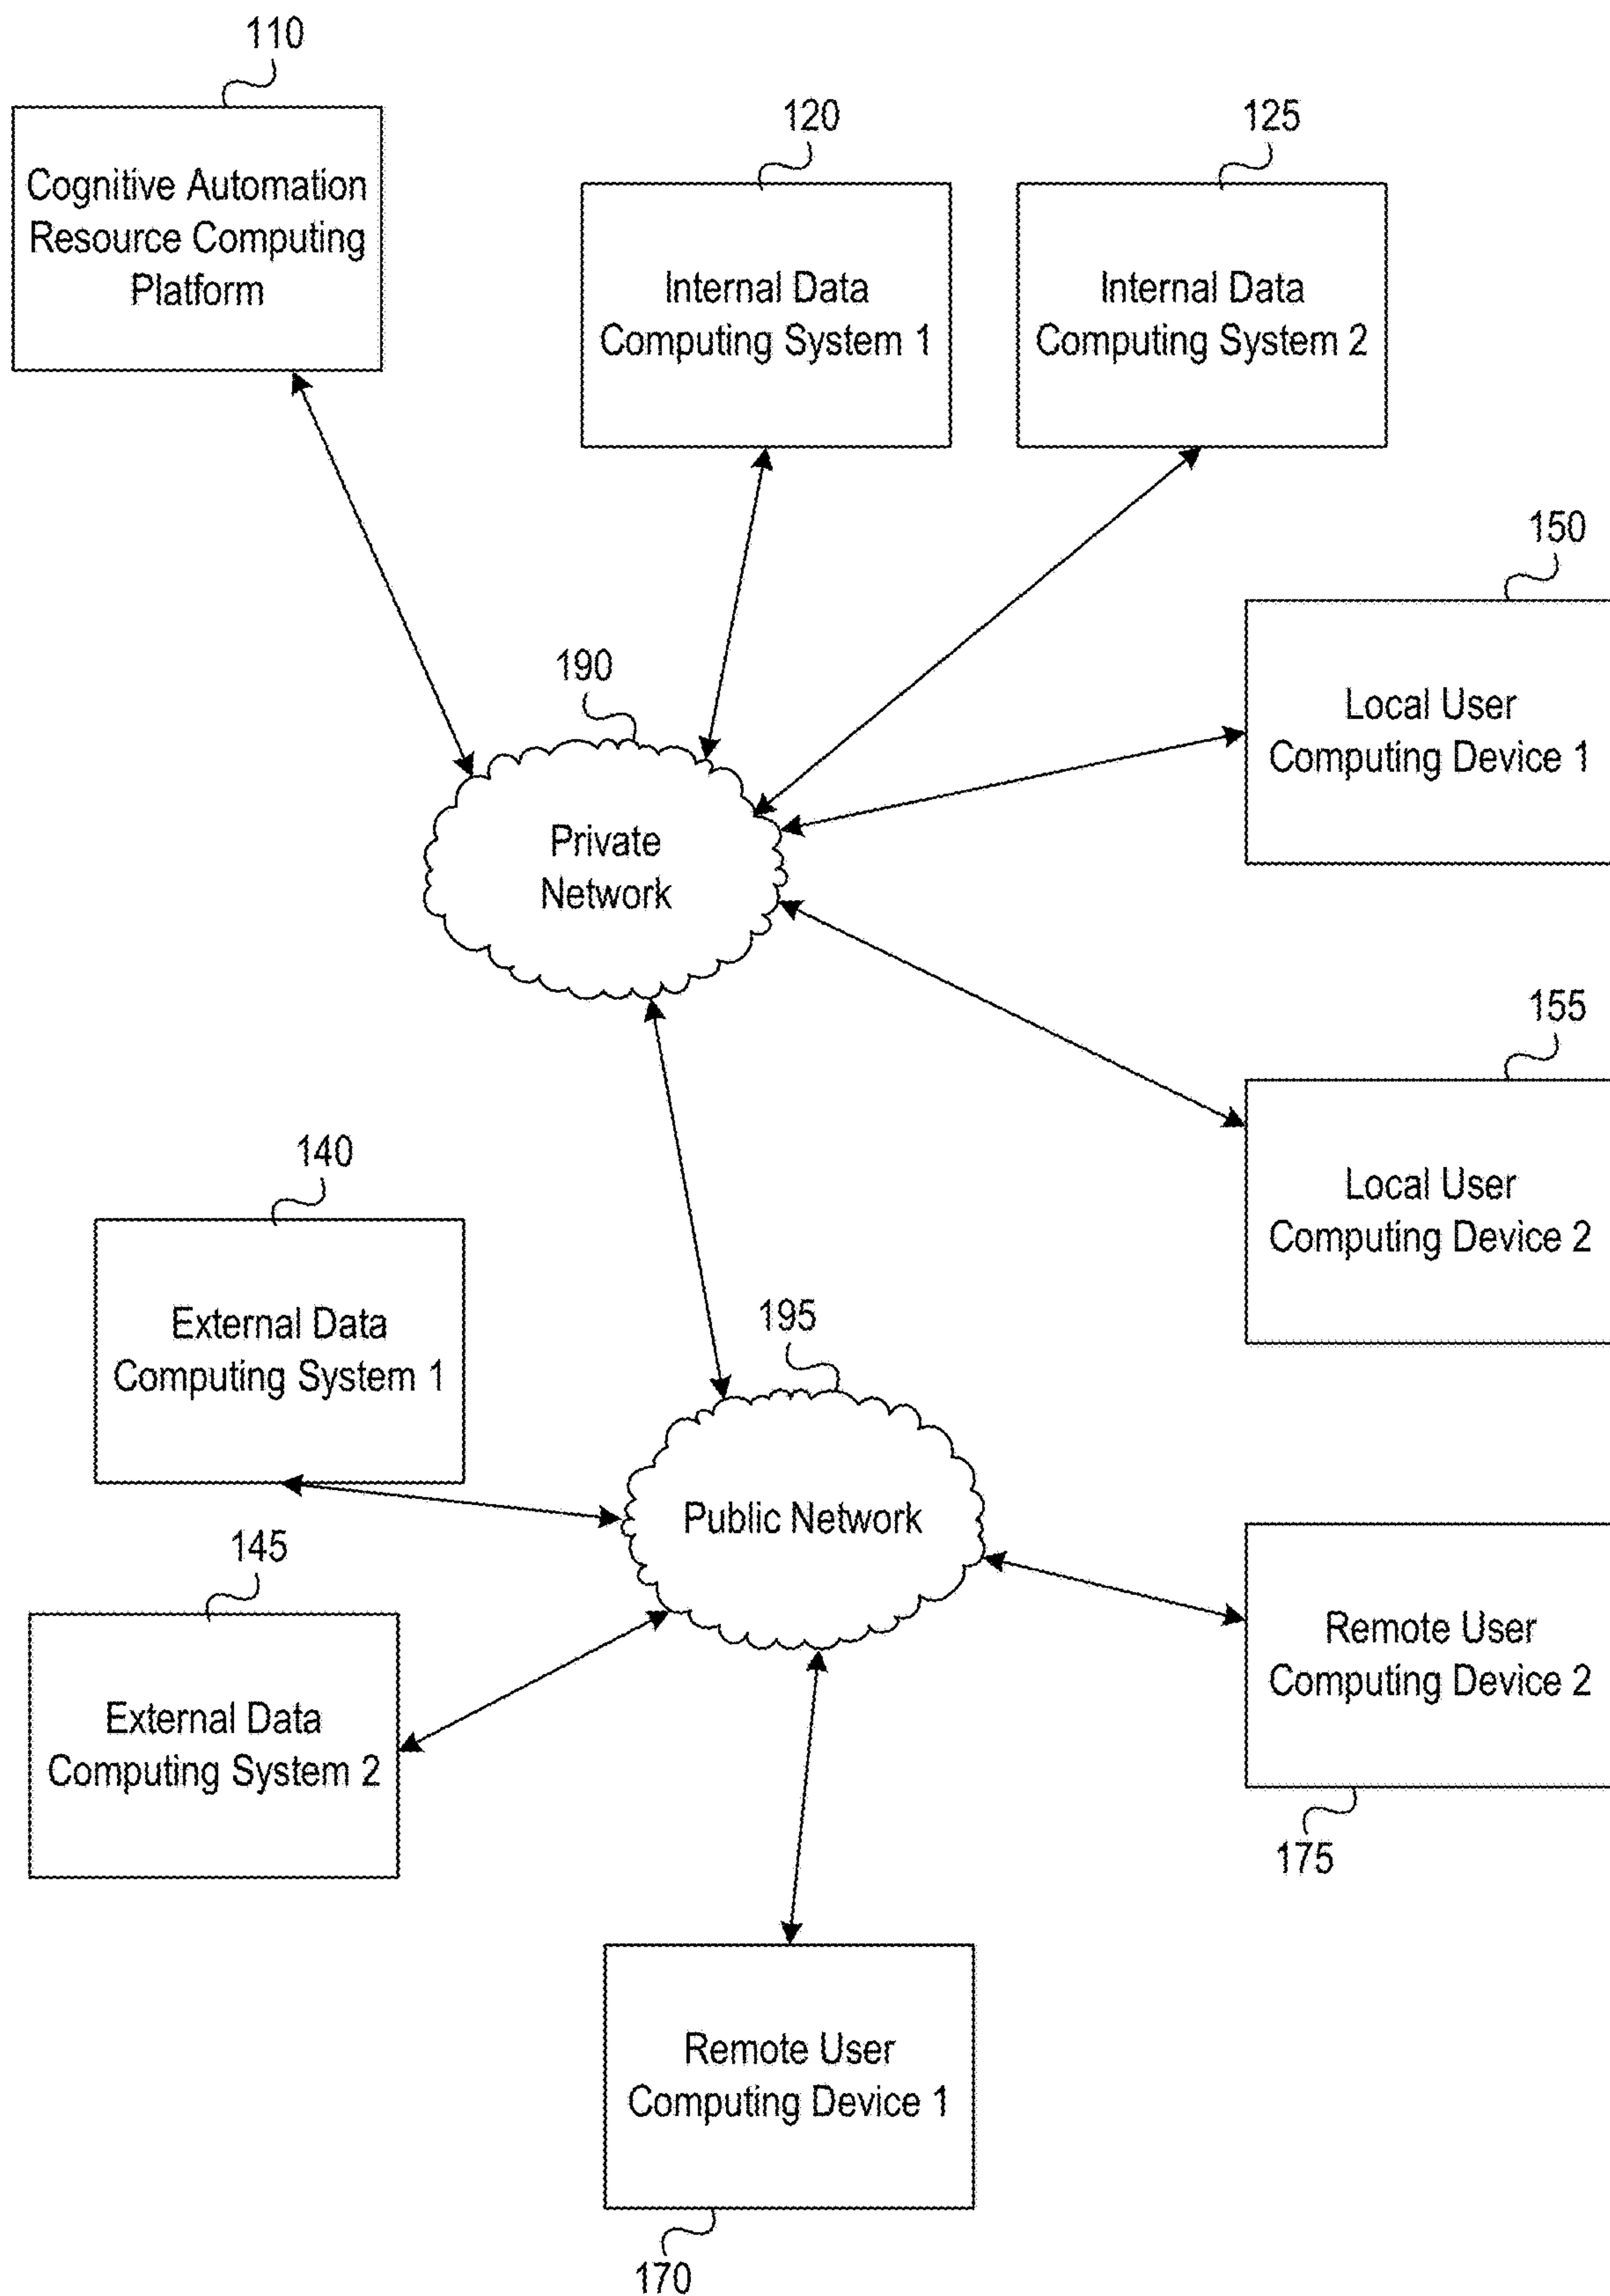 110
Cognitive Automation
Resource Computing
Platform
120
Internal Data
Computing System 1
125
Internal Data
Computing System 2
150
Local User
Computing Device 1
190
Private
Network
155
Local User
Computing Device 2
140
External Data
Computing System 1
195
Public Network
145
External Data
Computing System 2
Remote User
Computing Device 2
175
Remote User
Computing Device 1
170